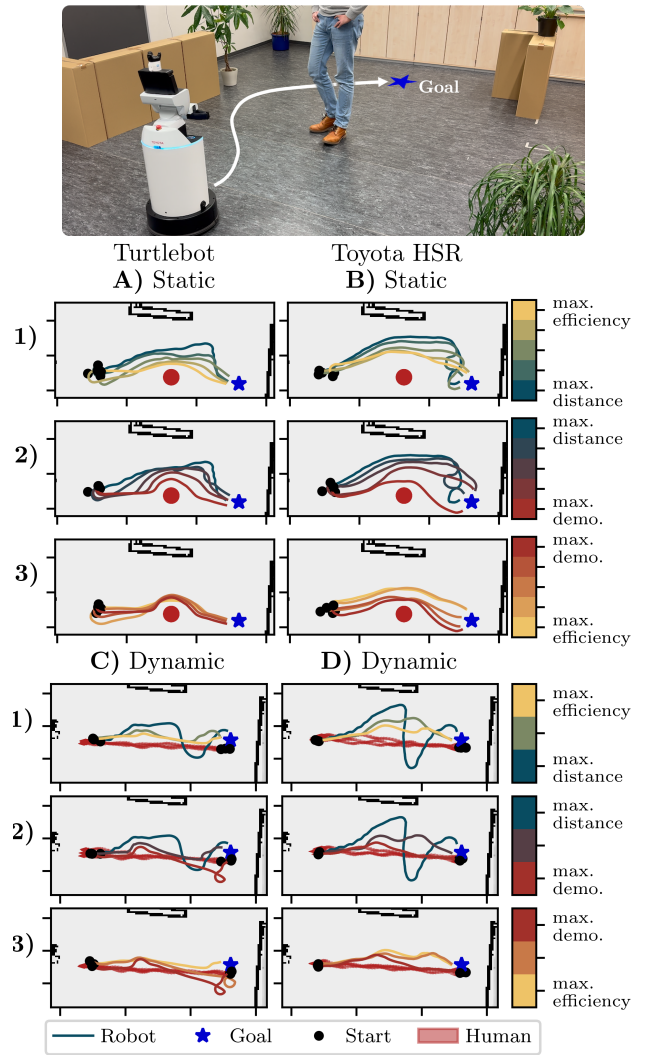 Goal
Turtlebot Toyota HSR
A) Static B) Static
1)
max.
efficiency
max.
distance
2)
max.
distance
max.
demo.
3)
max.
demo.
max.
efficiency
C) Dynamic D) Dynamic
1)
max.
efficiency
max.
distance
2)
max.
distance
max.
demo.
3)
max.
demo.
max.
efficiency
Robot Goal Start Human